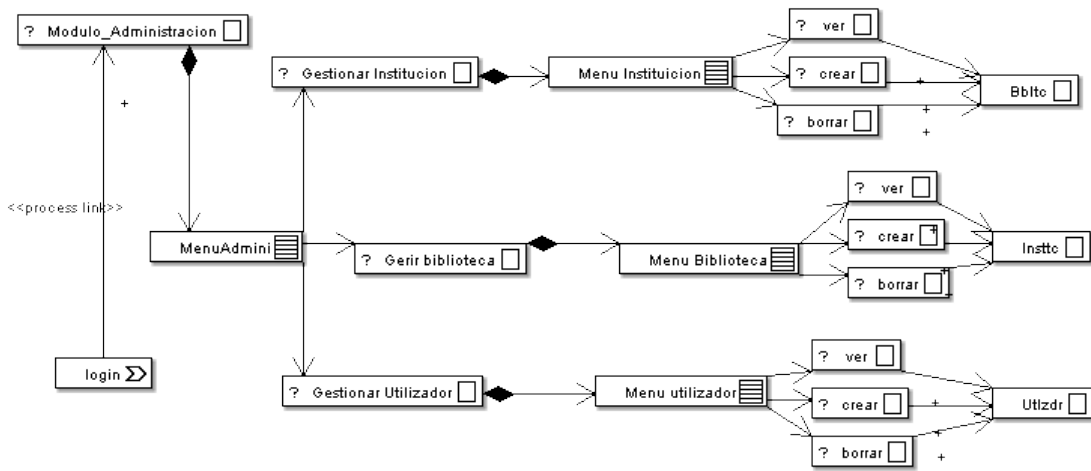 ? Modulo_Administracion
? Gestionar Institucion
Menu Instituicion
? ver
? crear
? borrar
Bbltc
+
+
+
+
<<process link>>
MenuAdmini
? Gerir biblioteca
Menu Biblioteca
? ver
? crear
+
? borrar
+
+
Insttc
login
? Gestionar Utilizador
Menu utilizador
? ver
? crear
? borrar
+
+
+
Utlzdr